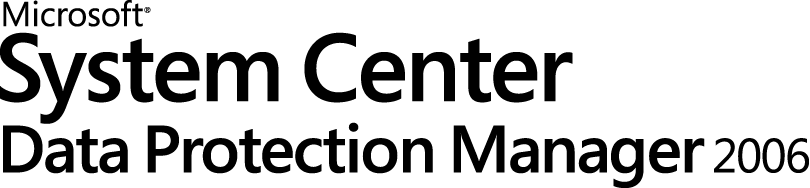 Microsoft®
System Center
Data Protection Manager 2006